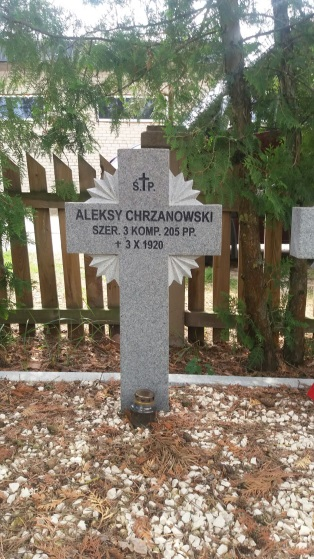 Ś.✝P.
ALEKSY CHRZANOWSKI
SZER. 3 KOMP. 205 PP.
✝ 3 X 1920